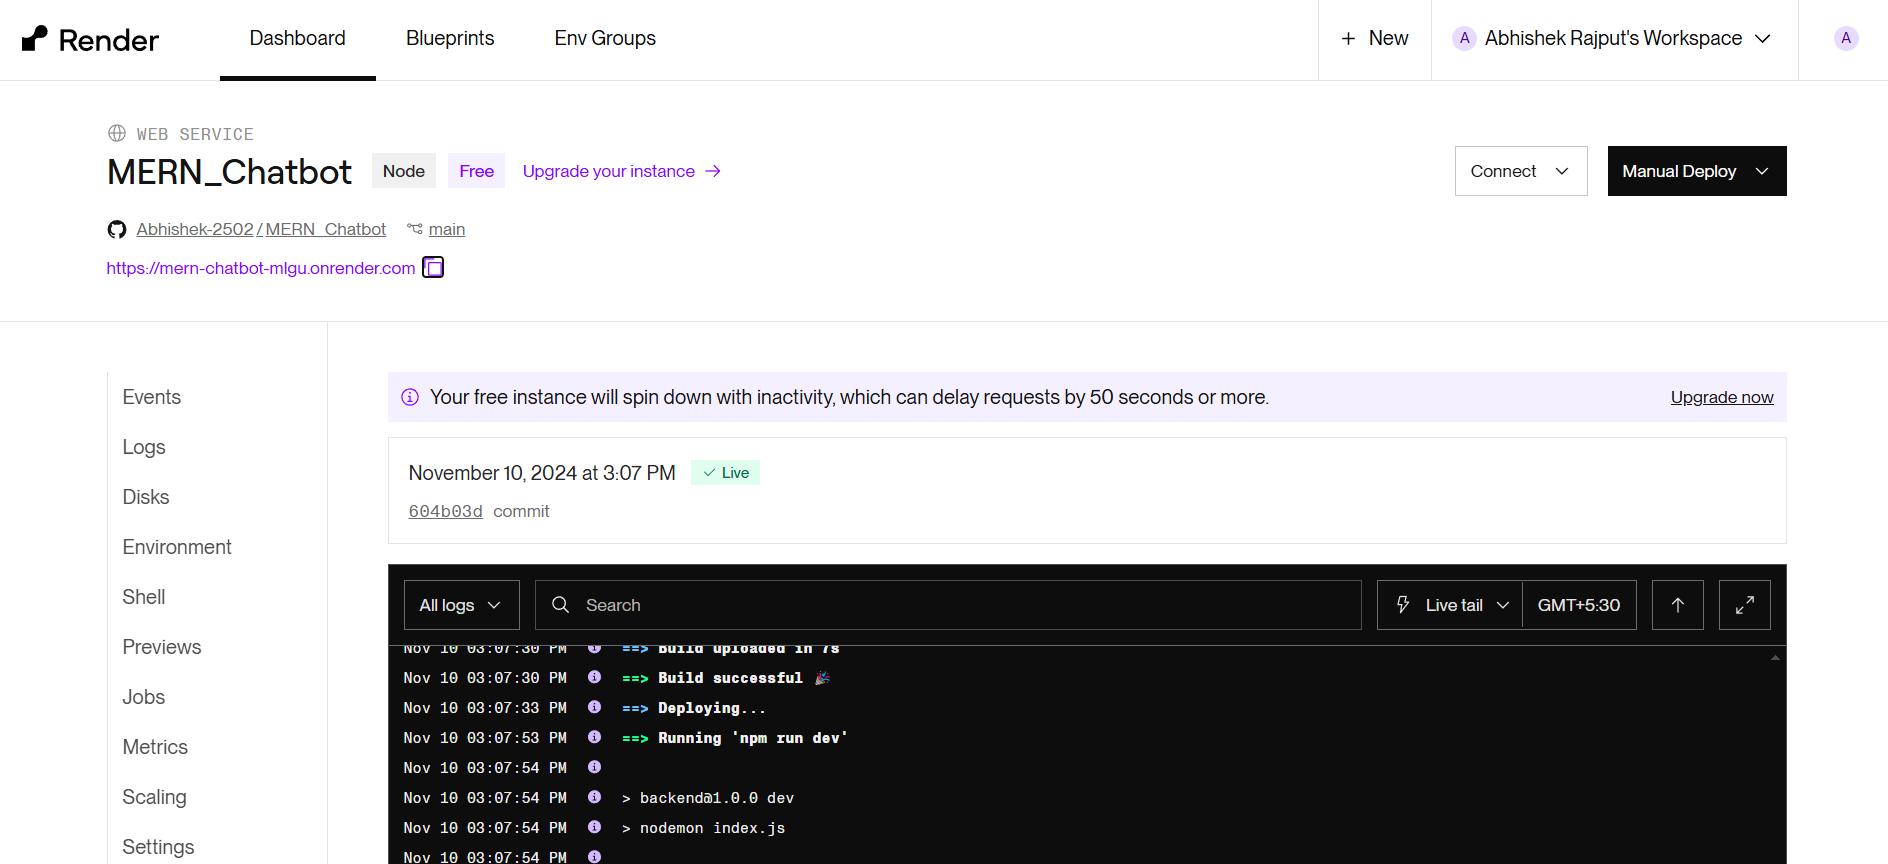 Render
Dashboard
Blueprints
Env Groups
+ New
A Abhishek Rajput's Workspace
A
WEB SERVICE
MERN_Chatbot
Node
Free
Upgrade your instance →
Connect
Manual Deploy
Abhishek-2502/MERN_Chatbot
main
https://mern-chatbot-mlgu.onrender.com
Events
Logs
Disks
Environment
Shell
Previews
Jobs
Metrics
Scaling
Settings
Your free instance will spin down with inactivity, which can delay requests by 50 seconds or more.
Upgrade now
November 10, 2024 at 3:07 PM
Live
604b03d commit
All logs
Search
Live tail
GMT+5:30
Nov 10 03:07:30 PM ==> Build uploaded in 7s
Nov 10 03:07:30 PM ==> Build successful 🎉
Nov 10 03:07:33 PM ==> Deploying...
Nov 10 03:07:53 PM ==> Running 'npm run dev'
Nov 10 03:07:54 PM
Nov 10 03:07:54 PM > backend@1.0.0 dev
Nov 10 03:07:54 PM > nodemon index.js
Nov 10 03:07:54 PM